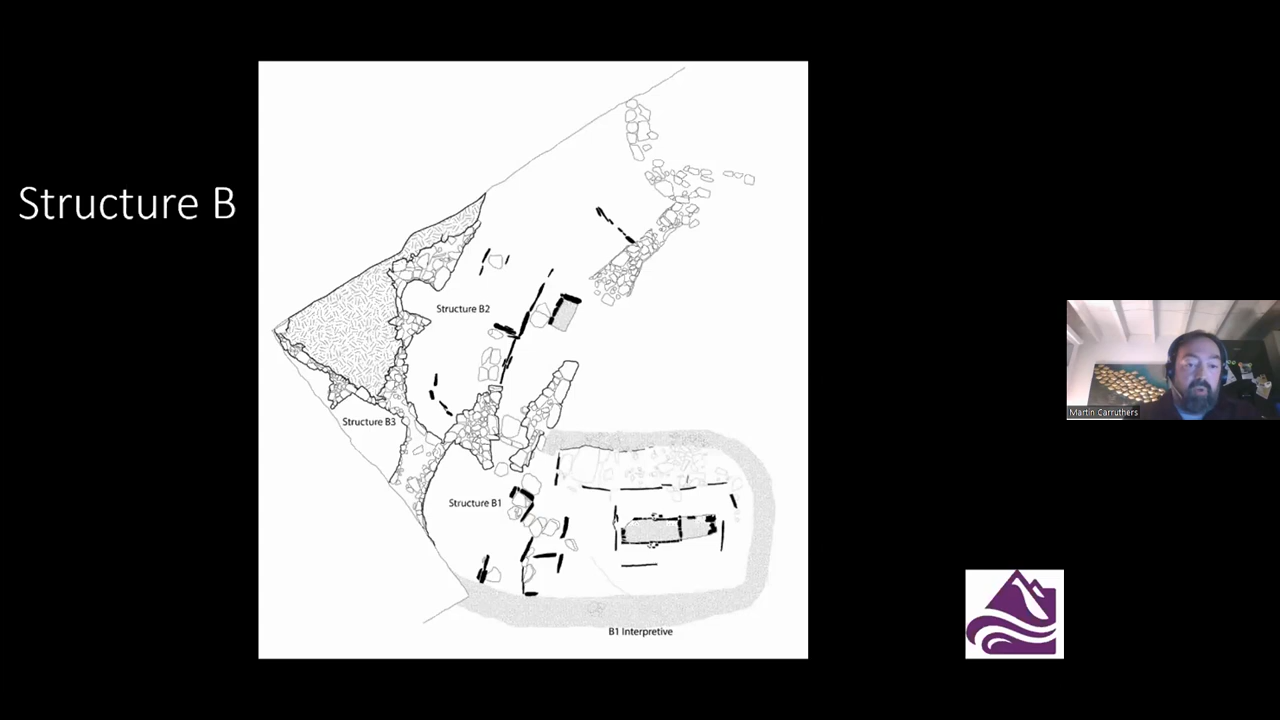 Structure B
Structure B2
Structure B3
Structure B1
B1 Interpretive
Martin Carruthers